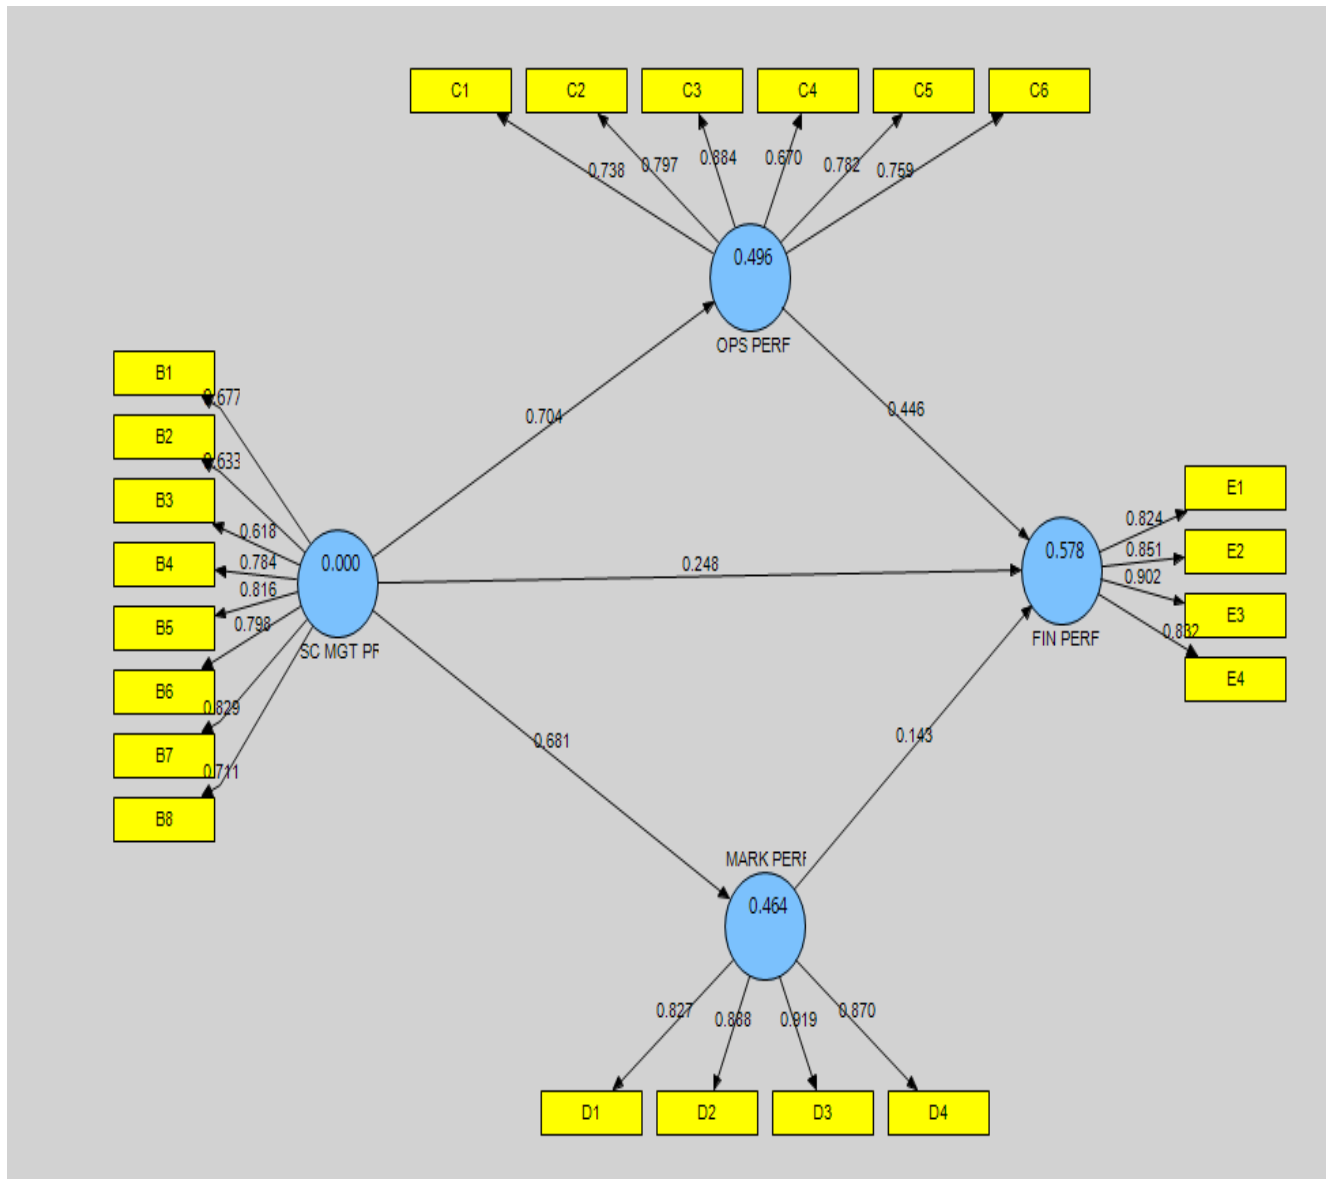 C1 C2 C3 C4 C5 C6
0.738 0.797 0.884 0.670 0.782 0.759
0.496
OPS PERF
B1
0.677
B2
0.633
B3
0.618
B4
0.784
0.816
B5
0.798
B6
0.829
B7
0.711
B8
0.000
SC MGT PF
0.704
0.446
0.248
0.681
0.143
0.578
FIN PERF
E1
0.824
0.851
E2
0.902
E3
0.832
E4
MARK PERF
0.464
0.827 0.888 0.919 0.870
D1 D2 D3 D4